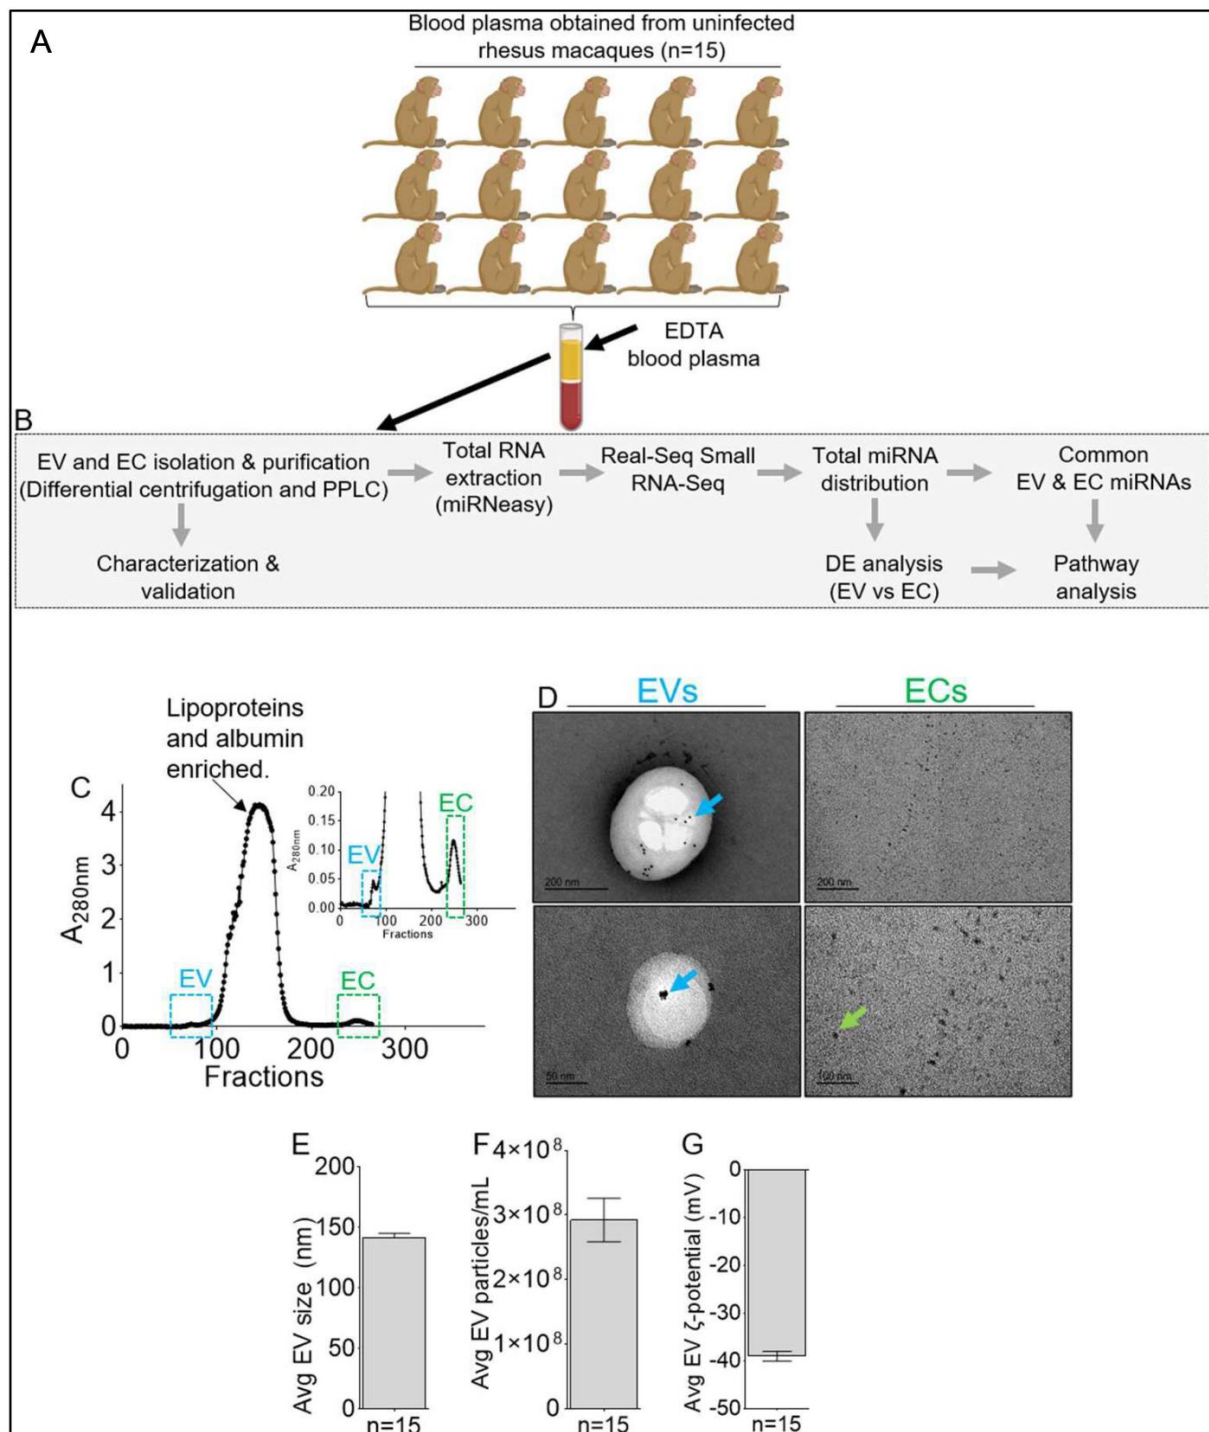 A
Blood plasma obtained from uninfected
rhesus macaques (n=15)
EDTA
blood plasma
B
EV and EC isolation & purification
(Differential centrifugation and PPLC)
Total RNA
extraction
(miRNeasy)
Real-Seq Small
RNA-Seq
Total miRNA
distribution
Common
EV & EC miRNAs
Characterization &
validation
DE analysis
(EV vs EC)
Pathway
analysis
C
Lipoproteins
and albumin
enriched.
A280nm
4
3
2
1
0
0
100
200
300
Fractions
EV
EC
A280nm
0.20
0.15
0.10
0.05
0.00
0
100
200
300
Fractions
EV
EC
D
EVs
ECs
200 nm
200 nm
50 nm
100 nm
E
Avg EV size (nm)
200
150
100
50
0
n=15
F
Avg EV particles/mL
4×10⁸
3×10⁸
2×10⁸
1×10⁸
0
n=15
G
Avg EV ζ-potential (mV)
0
-10
-20
-30
-40
-50
n=15